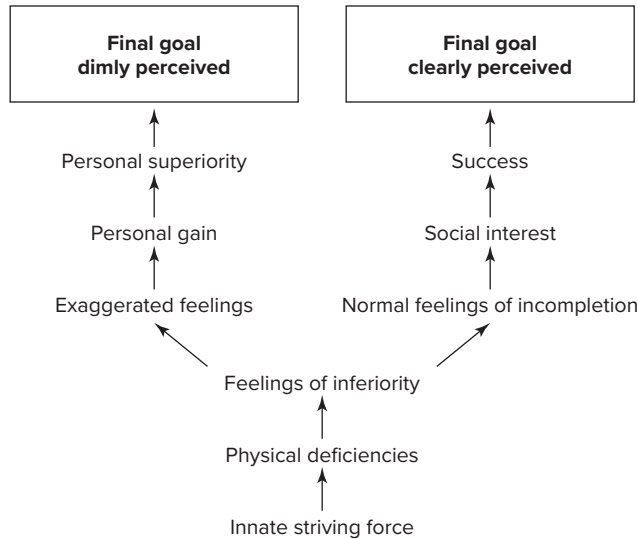 Final goal
dimly perceived
Final goal
clearly perceived
Personal superiority
Success
Personal gain
Social interest
Exaggerated feelings
Normal feelings of incompletion
Feelings of inferiority
Physical deficiencies
Innate striving force